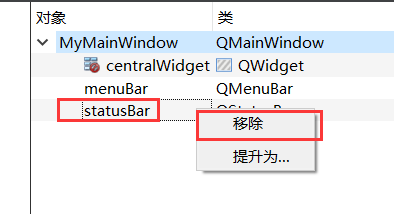 对象 类
MyMainWindow QMainWindow
centralWidget QWidget
menuBar QMenuBar
statusBar
移除
提升为...